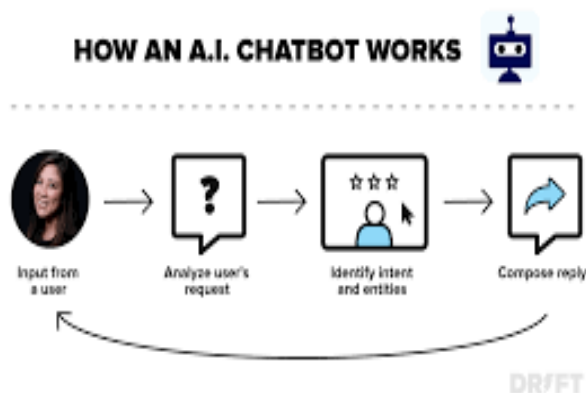 HOW AN A.I. CHATBOT WORKS
?
Input from
a user
Analyze user's
request
Identify intent
and entities
Compose reply
DRIFT